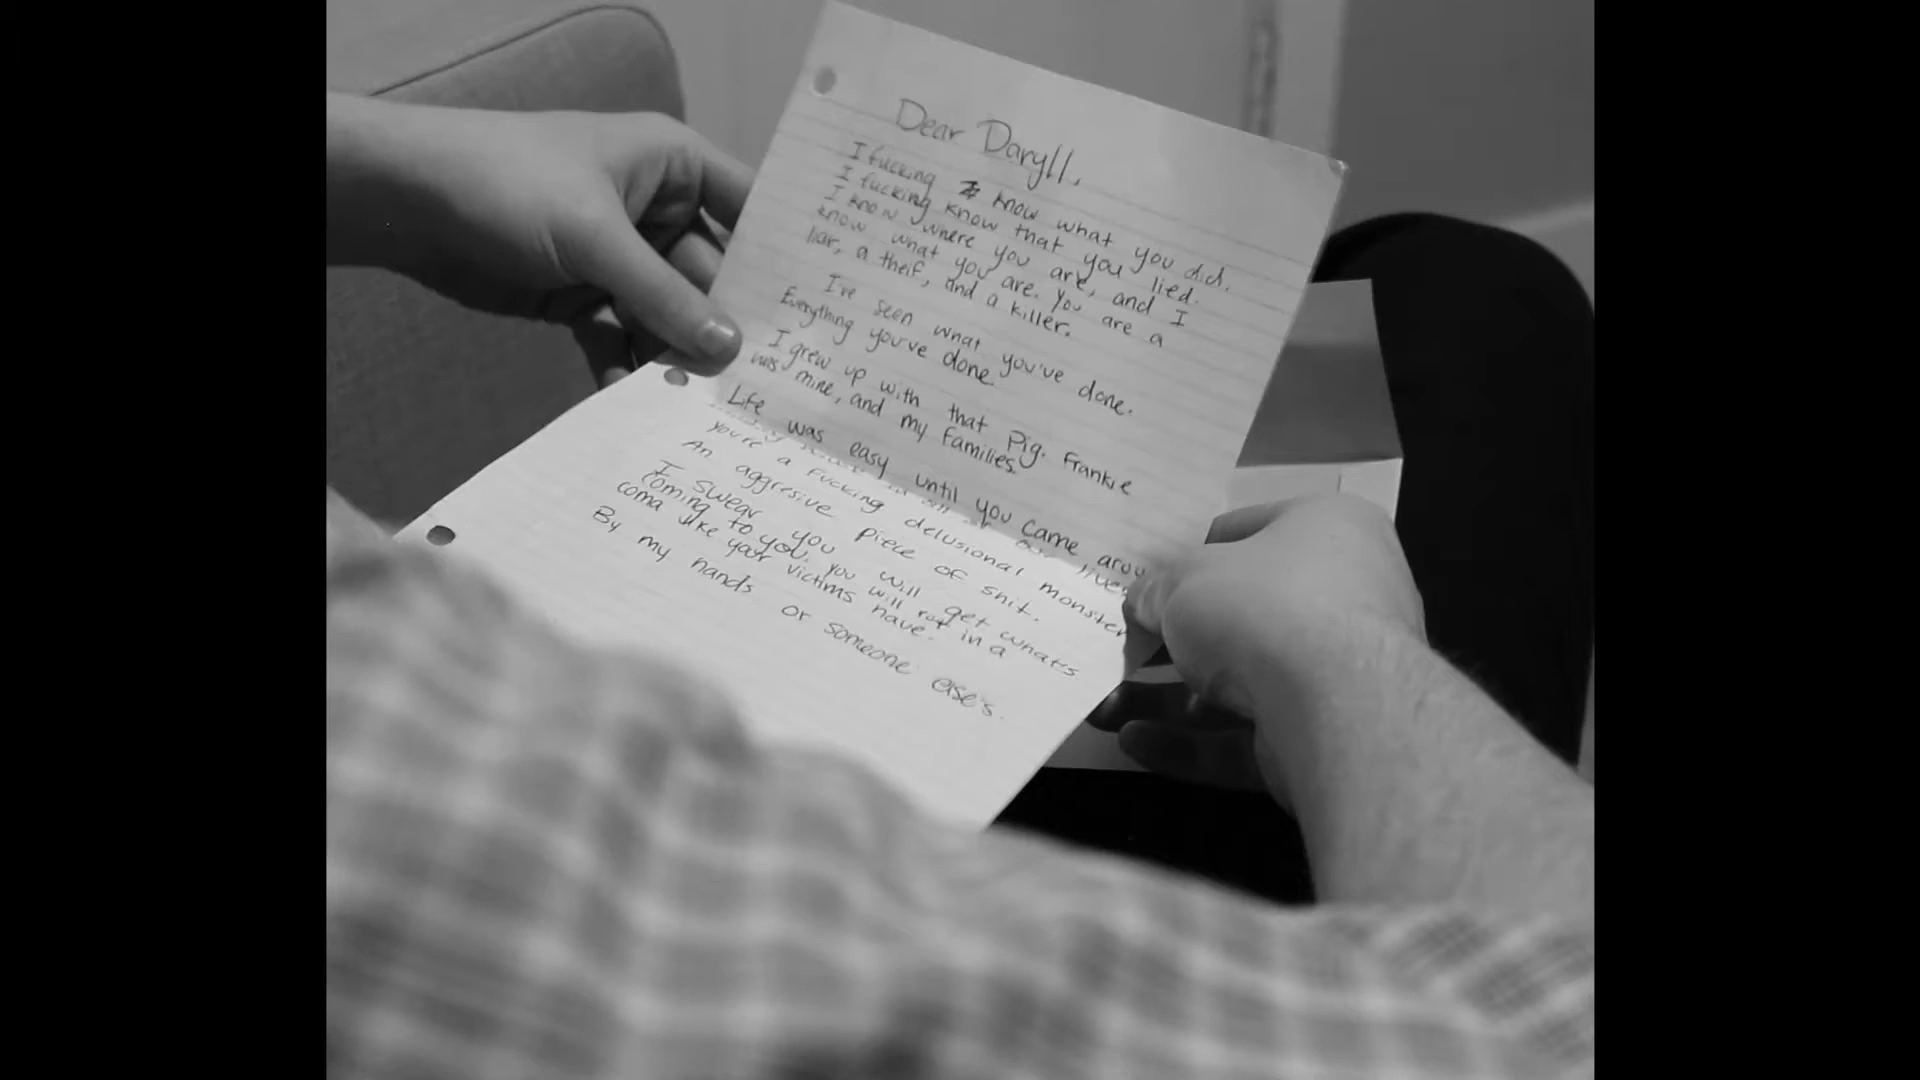 Dear Daryll,
I fucking know what you did.
I fucking know that you lied.
I know where you are, and I
know what you are. You are a
liar, a theif, and a killer.
I've seen what you've done.
Everything you've done.
I grew up with that Pig. Frankie
was mine, and my families.
Life was easy until you came
you're a fucking delusional monster
An aggresive piece of shit.
I swear you will get whats
coming to you, you will rot in a
coma like your victims have.
By my hands or someone else's.